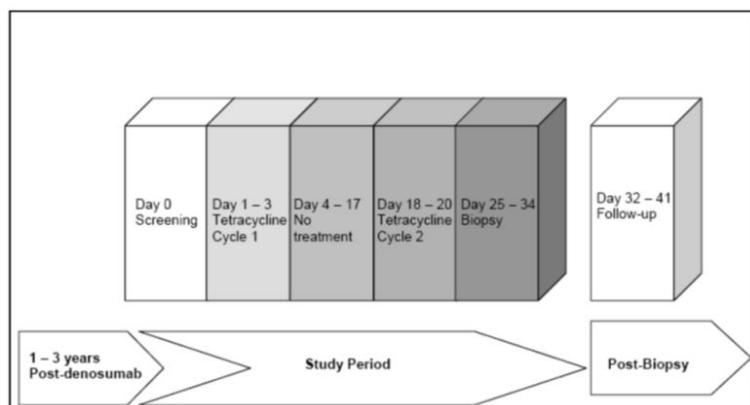 Day 0
Screening
Day 1 – 3
Tetracycline
Cycle 1
Day 4 – 17
No
treatment
Day 18 – 20
Tetracycline
Cycle 2
Day 25 – 34
Biopsy
Day 32 – 41
Follow-up
1 – 3 years
Post-denosumab
Study Period
Post-Biopsy